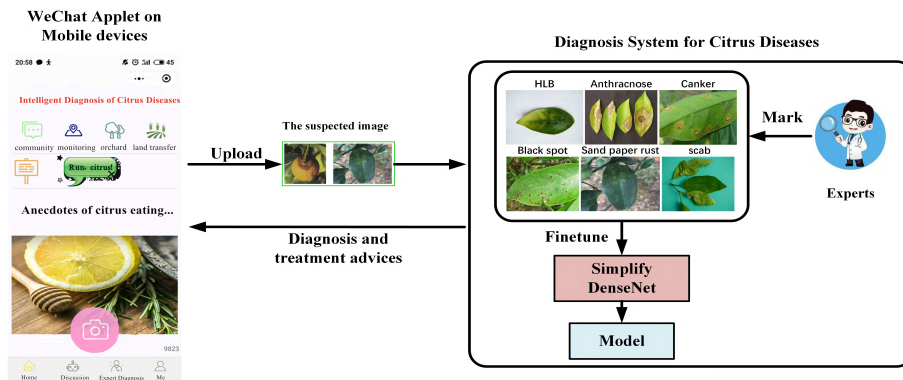 WeChat Applet on
Mobile devices
20:58
45
Intelligent Diagnosis of Citrus Diseases
community monitoring orchard land transfer
Run, citrus!
Anecdotes of citrus eating...
9823
Home Discussion Expert Diagnosis Me
Upload
The suspected image
Diagnosis and
treatment advices
Diagnosis System for Citrus Diseases
HLB Anthracnose Canker
Black spot Sand paper rust scab
Mark
Experts
Finetune
Simplify
DenseNet
Model